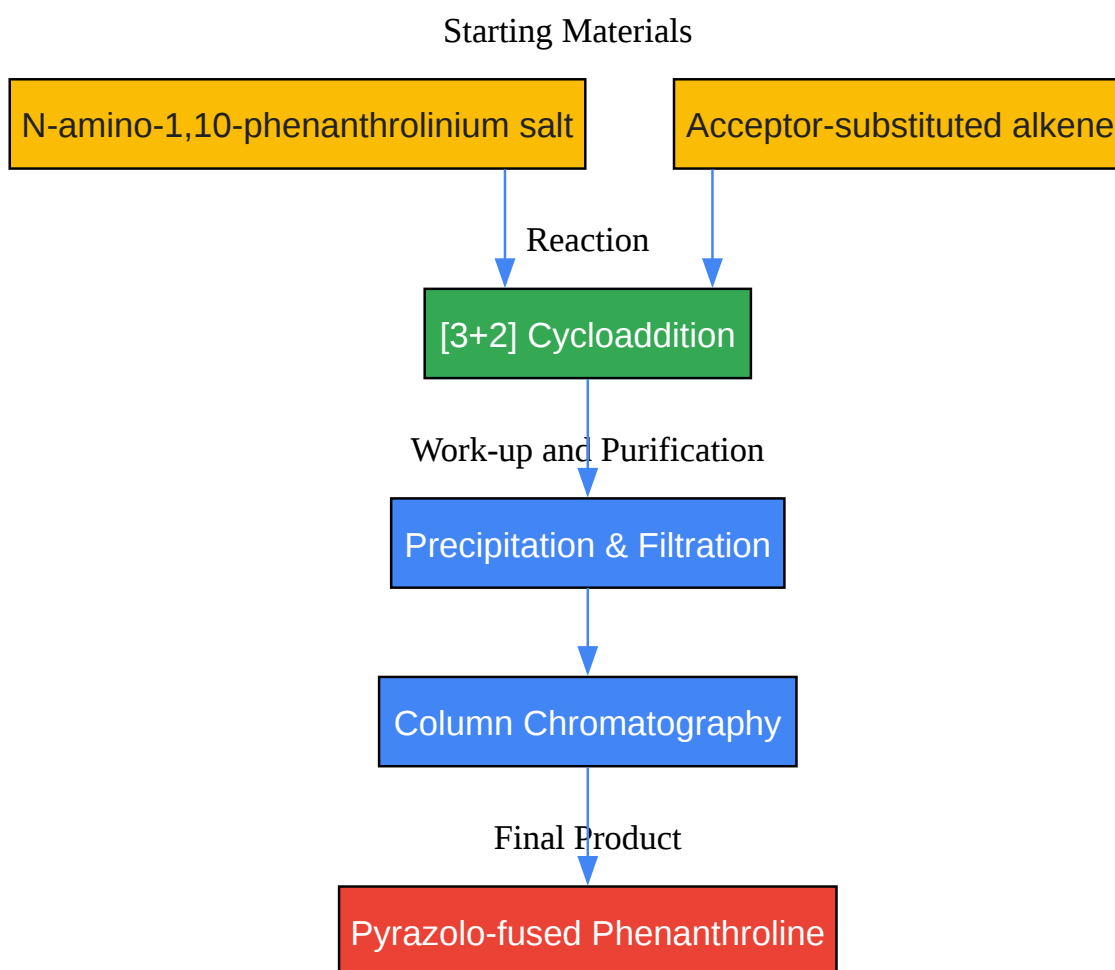 Starting Materials
N-amino-1,10-phenanthrolinium salt
Acceptor-substituted alkene
Reaction
[3+2] Cycloaddition
Work-up and Purification
Precipitation & Filtration
Column Chromatography
Final Product
Pyrazolo-fused Phenanthroline